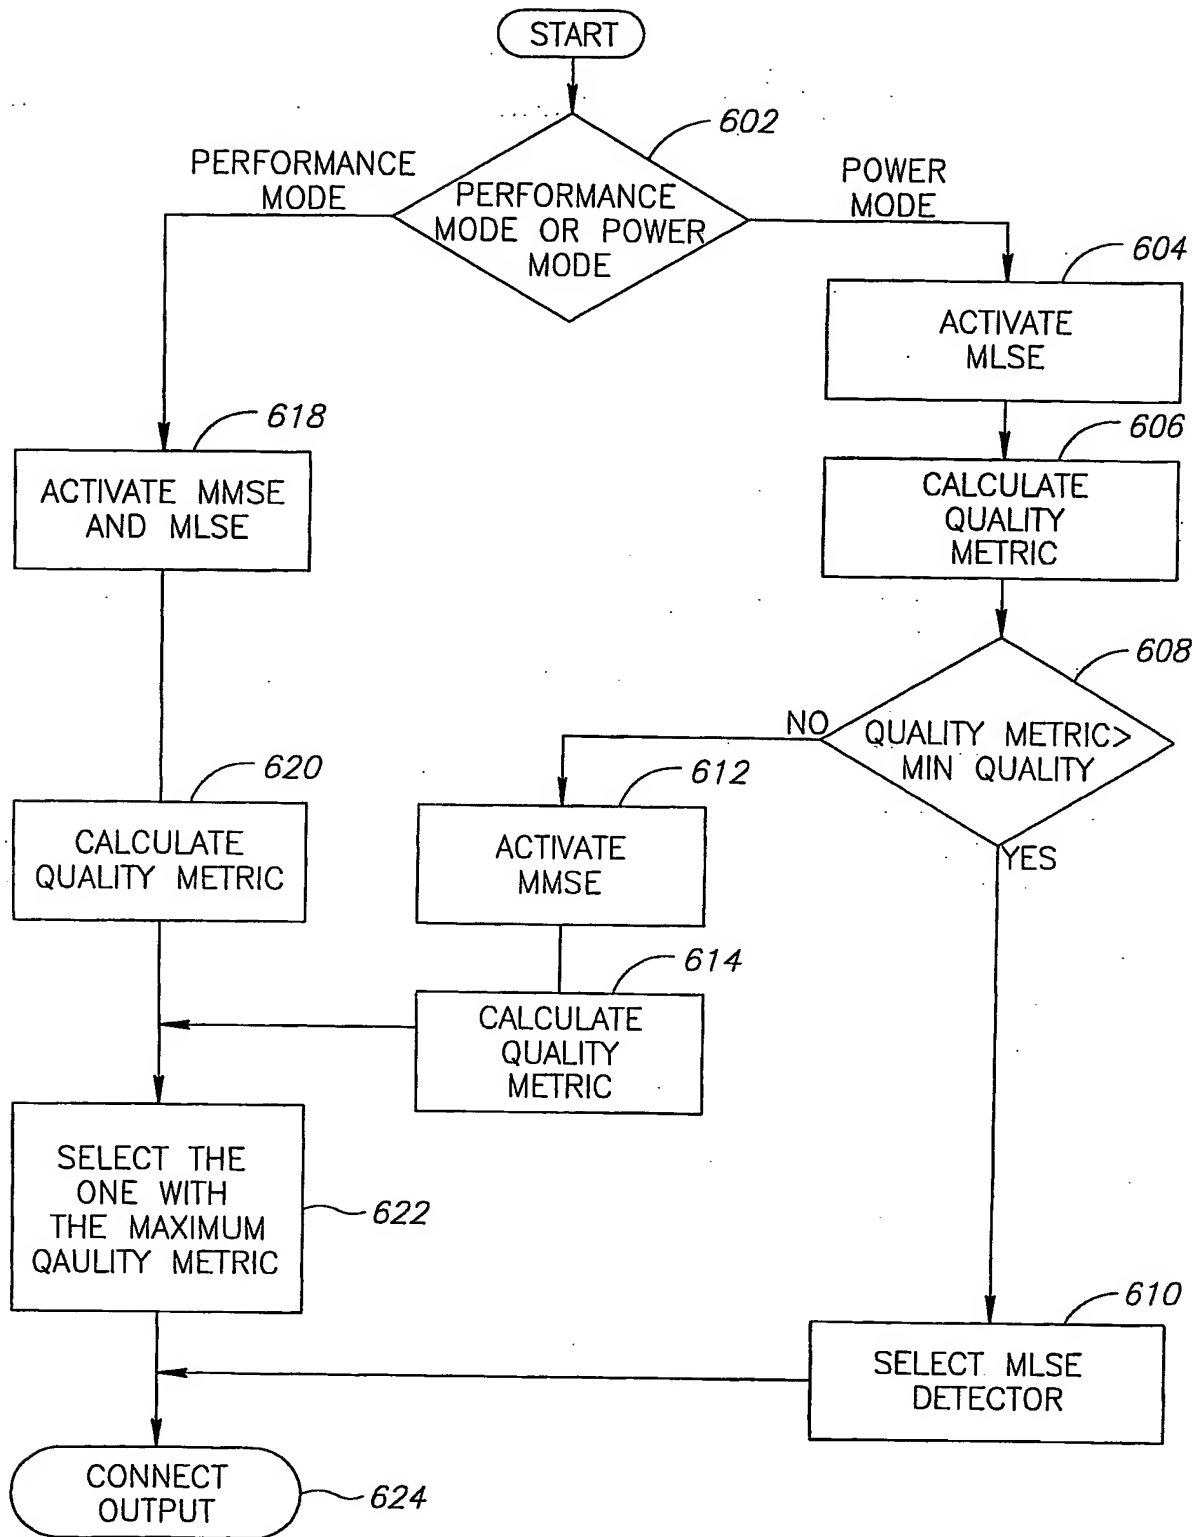 START
602
PERFORMANCE
MODE
PERFORMANCE
MODE OR POWER
MODE
POWER
MODE
604
ACTIVATE
MLSE
618
ACTIVATE MMSE
AND MLSE
606
CALCULATE
QUALITY
METRIC
608
QUALITY METRIC>
MIN QUALITY
NO
YES
620
CALCULATE
QUALITY METRIC
612
ACTIVATE
MMSE
614
CALCULATE
QUALITY
METRIC
SELECT THE
ONE WITH
THE MAXIMUM
QAULITY METRIC
622
610
SELECT MLSE
DETECTOR
CONNECT
OUTPUT
624